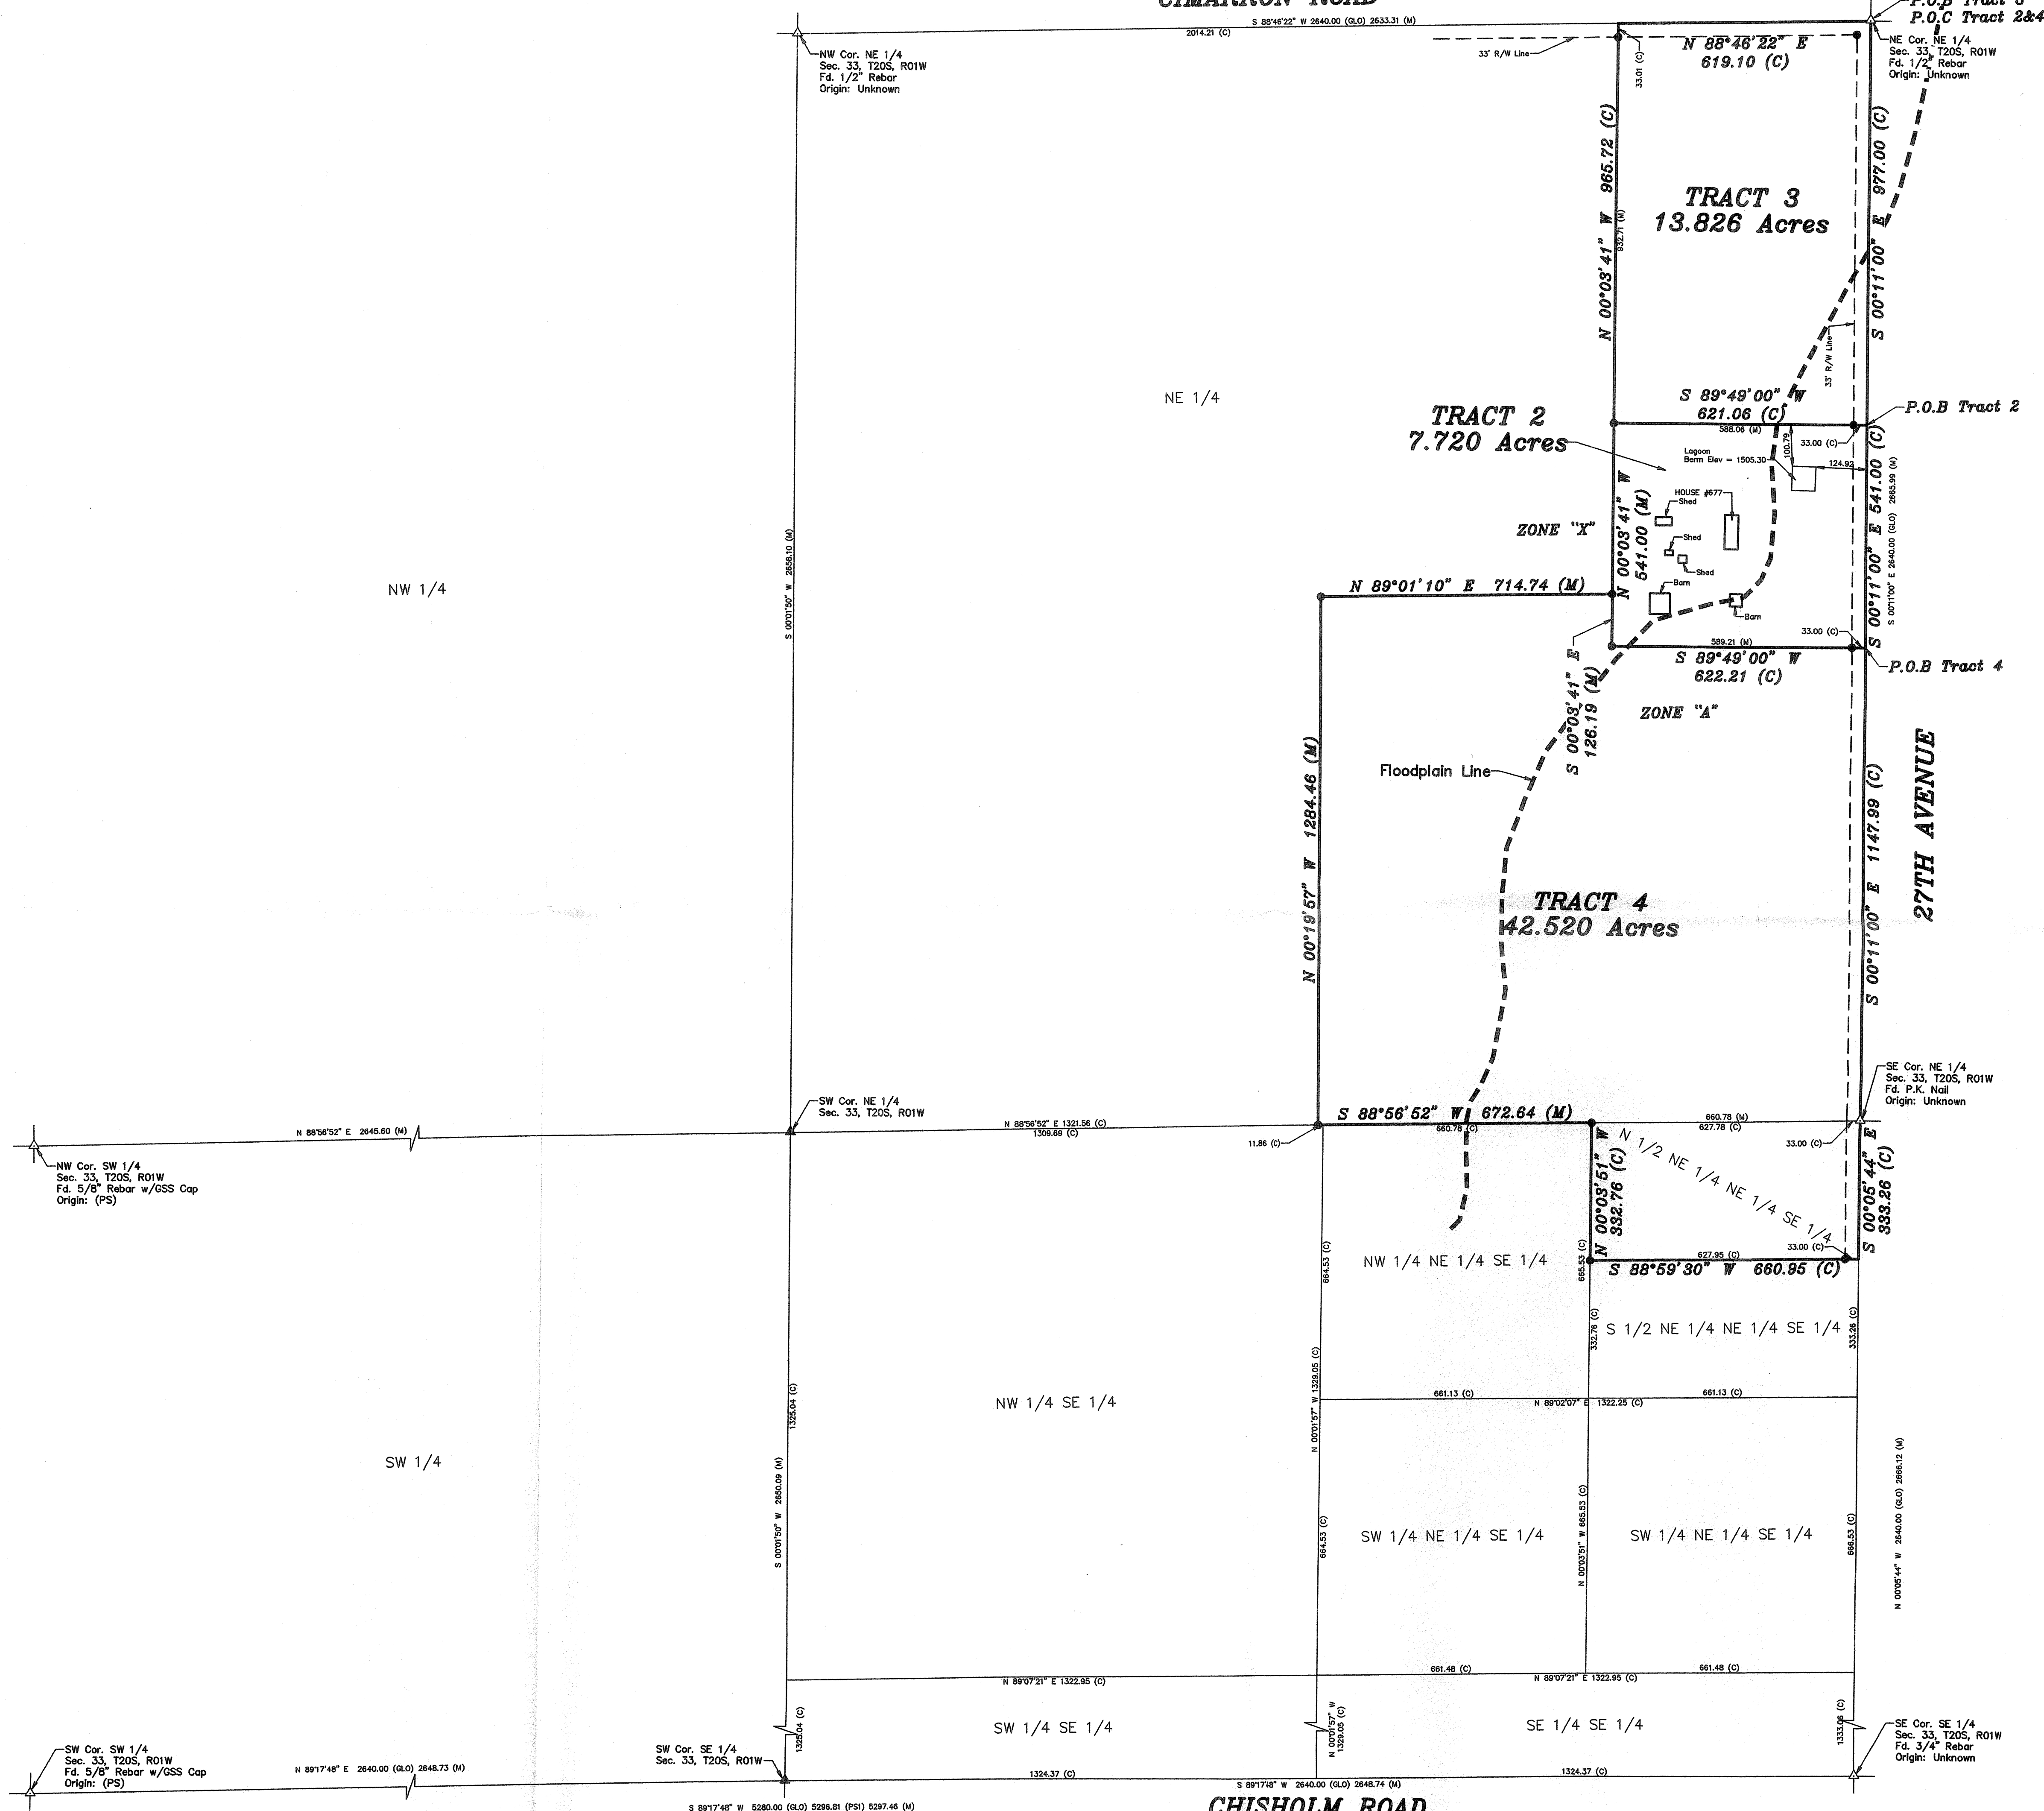 CIMARRON ROAD
S 88°46'22" W 2640.00 (GLO) 2633.31 (M)
2014.21 (C)
P.O.B Tract 3
P.O.C Tract 2&4
NW Cor. NE 1/4
Sec. 33, T20S, R01W
Fd. 1/2" Rebar
Origin: Unknown
33' R/W Line
33.01 (C)
N 88°46'22" E
619.10 (C)
NE Cor. NE 1/4
Sec. 33, T20S, R01W
Fd. 1/2" Rebar
Origin: Unknown
N 00°03'41" W 965.72 (C)
932.71 (M)
TRACT 3
13.826 Acres
S 00°11'00" E 977.00 (C)
33' R/W Line
NE 1/4
S 89°49'00" W
621.06 (C)
588.06 (M)
33.00 (C)
P.O.B Tract 2
TRACT 2
7.720 Acres
Lagoon
Berm Elev = 1505.30
100.79
124.92
HOUSE #677
Shed
Shed
Shed
Barn
Barn
N 00°03'41" W
541.00 (M)
S 00°11'00" E 541.00 (C)
S 00°11'00" E 2640.00 (GLO) 2665.99 (M)
ZONE "X"
NW 1/4
S 00°01'50" W 2658.10 (M)
N 89°01'10" E 714.74 (M)
589.21 (M)
33.00 (C)
S 89°49'00" W
622.21 (C)
P.O.B Tract 4
S 00°03'41" E
126.19 (M)
ZONE "A"
Floodplain Line
N 00°19'57" W 1284.46 (M)
TRACT 4
42.520 Acres
S 00°11'00" E 1147.99 (C)
27TH AVENUE
SE Cor. NE 1/4
Sec. 33, T20S, R01W
Fd. P.K. Nail
Origin: Unknown
SW Cor. NE 1/4
Sec. 33, T20S, R01W
N 88°56'52" E 2645.60 (M)
N 88°56'52" E 1321.56 (C)
1309.69 (C)
11.86 (C)
S 88°56'52" W 672.64 (M)
660.78 (C)
660.78 (M)
627.78 (C)
33.00 (C)
NW Cor. SW 1/4
Sec. 33, T20S, R01W
Fd. 5/8" Rebar w/GSS Cap
Origin: (PS)
N 00°03'51" W
332.76 (C)
N 1/2 NE 1/4 NE 1/4 SE 1/4
S 00°05'44" E
333.26 (C)
33.00 (C)
627.95 (C)
S 88°59'30" W 660.95 (C)
NW 1/4 NE 1/4 SE 1/4
664.53 (C)
665.53 (C)
332.76 (C)
S 1/2 NE 1/4 NE 1/4 SE 1/4
333.26 (C)
N 00°01'57" W 1329.05 (C)
661.13 (C)
661.13 (C)
N 89°02'07" E 1322.25 (C)
1325.04 (C)
NW 1/4 SE 1/4
SW 1/4
S 00°01'50" W 2650.09 (M)
664.53 (C)
SW 1/4 NE 1/4 SE 1/4
N 00°03'51" W 665.53 (C)
SW 1/4 NE 1/4 SE 1/4
666.53 (C)
N 00°05'44" W 2640.00 (GLO) 2666.12 (M)
N 89°07'21" E 1322.95 (C)
661.48 (C)
661.48 (C)
N 89°07'21" E 1322.95 (C)
1325.04 (C)
SW 1/4 SE 1/4
N 00°01'57" W
1329.05 (C)
SE 1/4 SE 1/4
1333.06 (C)
SE Cor. SE 1/4
Sec. 33, T20S, R01W
Fd. 3/4" Rebar
Origin: Unknown
SW Cor. SW 1/4
Sec. 33, T20S, R01W
Fd. 5/8" Rebar w/GSS Cap
Origin: (PS)
N 89°17'48" E 2640.00 (GLO) 2648.73 (M)
SW Cor. SE 1/4
Sec. 33, T20S, R01W
1324.37 (C)
1324.37 (C)
S 89°17'48" W 2640.00 (GLO) 2648.74 (M)
S 89°17'48" W 5280.00 (GLO) 5296.81 (PS1) 5297.46 (M)
CHISHOLM ROAD